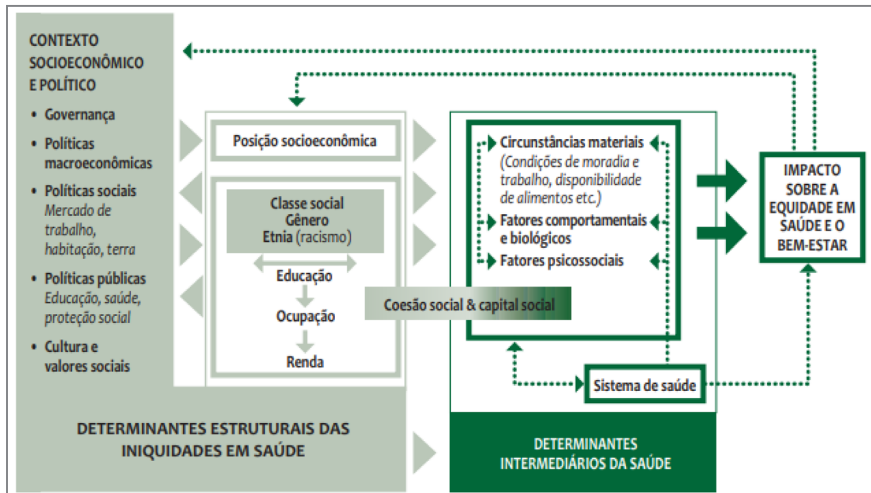 CONTEXTO
SOCIOECONÔMICO
E POLÍTICO
• Governança
• Políticas
macroeconômicas
• Políticas sociais
Mercado de
trabalho,
habitação, terra
• Políticas públicas
Educação, saúde,
proteção social
• Cultura e
valores sociais
Posição socioeconômica
Classe social
Gênero
Etnia (racismo)
Educação
Ocupação
Renda
Coesão social & capital social
Circunstâncias materiais
(Condições de moradia e
trabalho, disponibilidade
de alimentos etc.)
Fatores comportamentais
e biológicos
Fatores psicossociais
Sistema de saúde
IMPACTO
SOBRE A
EQUIDADE EM
SAÚDE E O
BEM-ESTAR
DETERMINANTES ESTRUTURAIS DAS
INIQUIDADES EM SAÚDE
DETERMINANTES
INTERMEDIÁRIOS DA SAÚDE